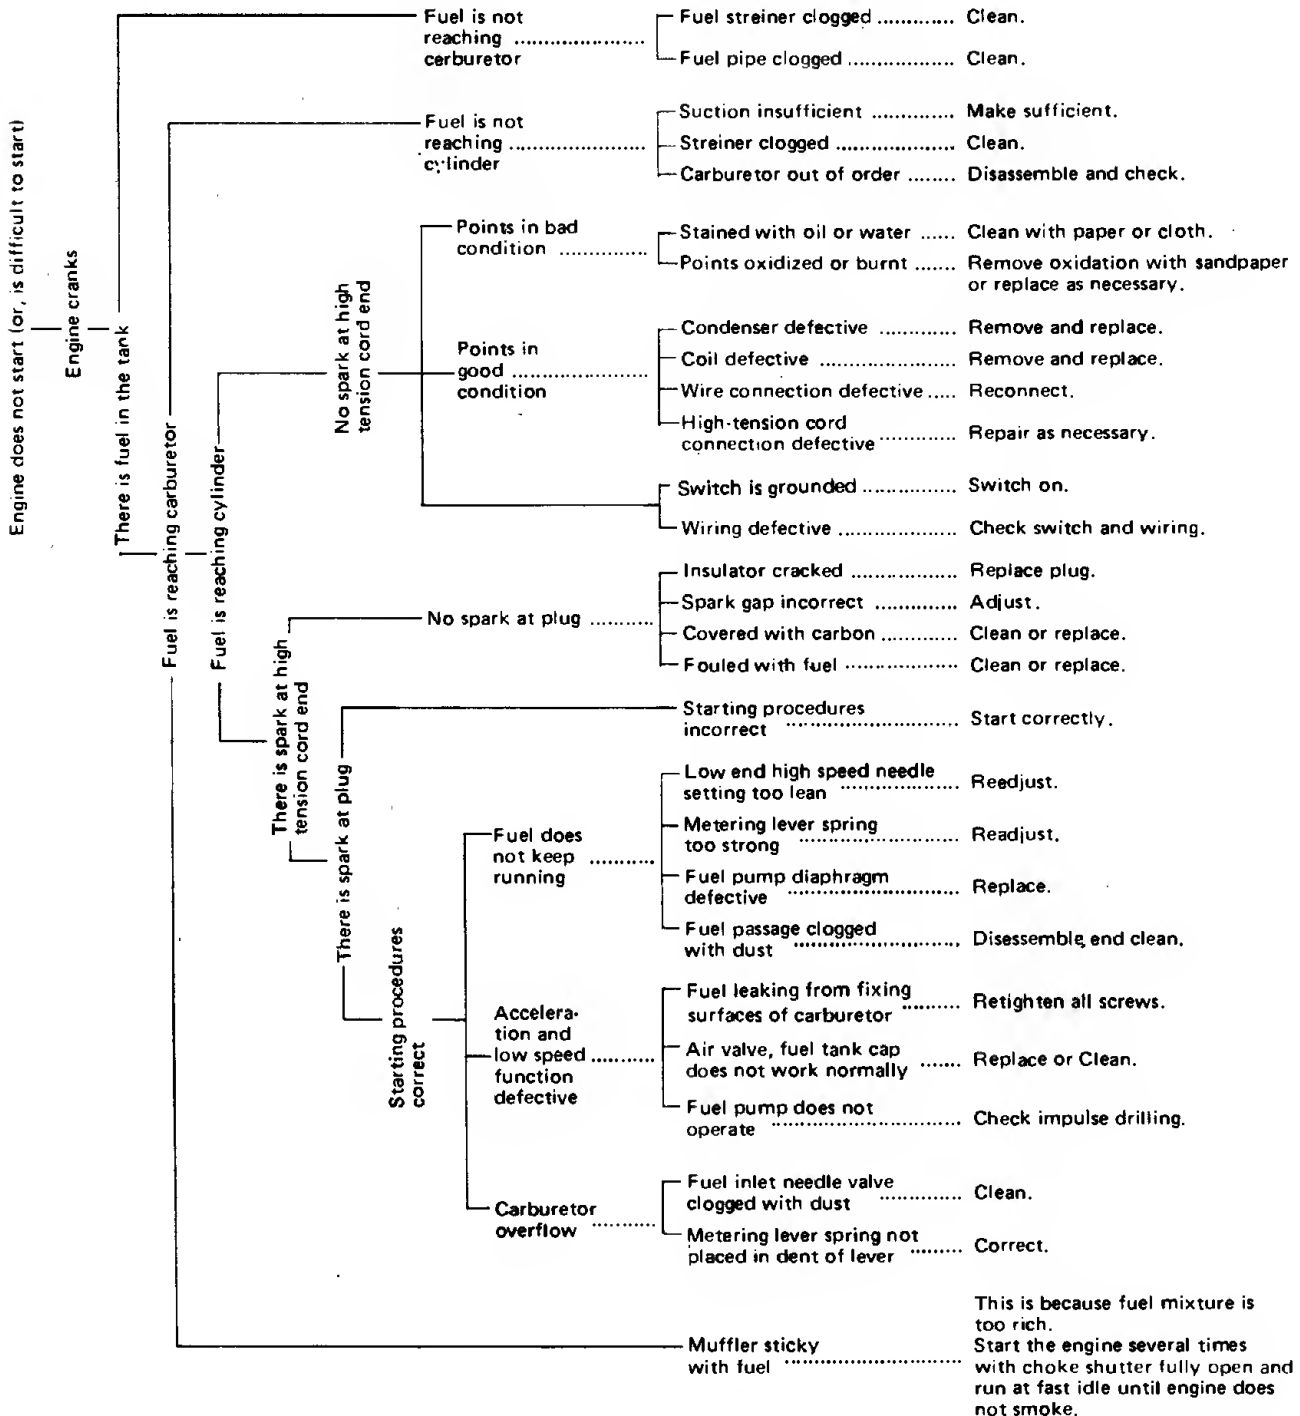 Engine does not start (or, is difficult to start)
Engine cranks
There is fuel in the tank
Fuel is not
reaching
cerburetor
Fuel streiner clogged ............. Clean.
Fuel pipe clogged .................. Clean.
Fuel is reaching carburetor
Fuel is not
reaching
cylinder
Suction insufficient .............. Make sufficient.
Streiner clogged .................... Clean.
Carburetor out of order ........ Disassemble and check.
Fuel is reaching cylinder
No spark at high
tension cord end
Points in bad
condition
Stained with oil or water ...... Clean with paper or cloth.
Points oxidized or burnt ....... Remove oxidation with sandpaper
or replace as necessary.
Points in
good
condition
Condenser defective ............. Remove and replace.
Coil defective ...................... Remove and replace.
Wire connection defective ..... Reconnect.
High-tension cord
connection defective ............. Repair as necessary.
Switch is grounded ................ Switch on.
Wiring defective .................... Check switch and wiring.
There is spark at high
tension cord end
No spark at plug
Insulator cracked .................. Replace plug.
Spark gap incorrect .............. Adjust.
Covered with carbon ............. Clean or replace.
Fouled with fuel ................... Clean or replace.
There is spark at plug
Starting procedures
incorrect ........................... Start correctly.
Starting procedures
correct
Fuel does
not keep
running
Low end high speed needle
setting too lean .................... Reedjust.
Metering lever spring
too strong ........................... Readjust.
Fuel pump diaphragm
defective ............................ Replace.
Fuel passage clogged
with dust ............................ Disessemble end clean.
Accelera-
tion and
low speed
function
defective
Fuel leaking from fixing
surfaces of carburetor ......... Retighten all screws.
Air valve, fuel tank cap
does not work normally ....... Replace or Clean.
Fuel pump does not
operate ............................... Check impulse drilling.
Carburetor
overflow
Fuel inlet needle valve
clogged with dust .............. Clean.
Metering lever spring not
placed in dent of lever ......... Correct.
Muffler sticky
with fuel
This is because fuel mixture is
too rich.
Start the engine several times
with choke shutter fully open and
run at fast idle until engine does
not smoke.